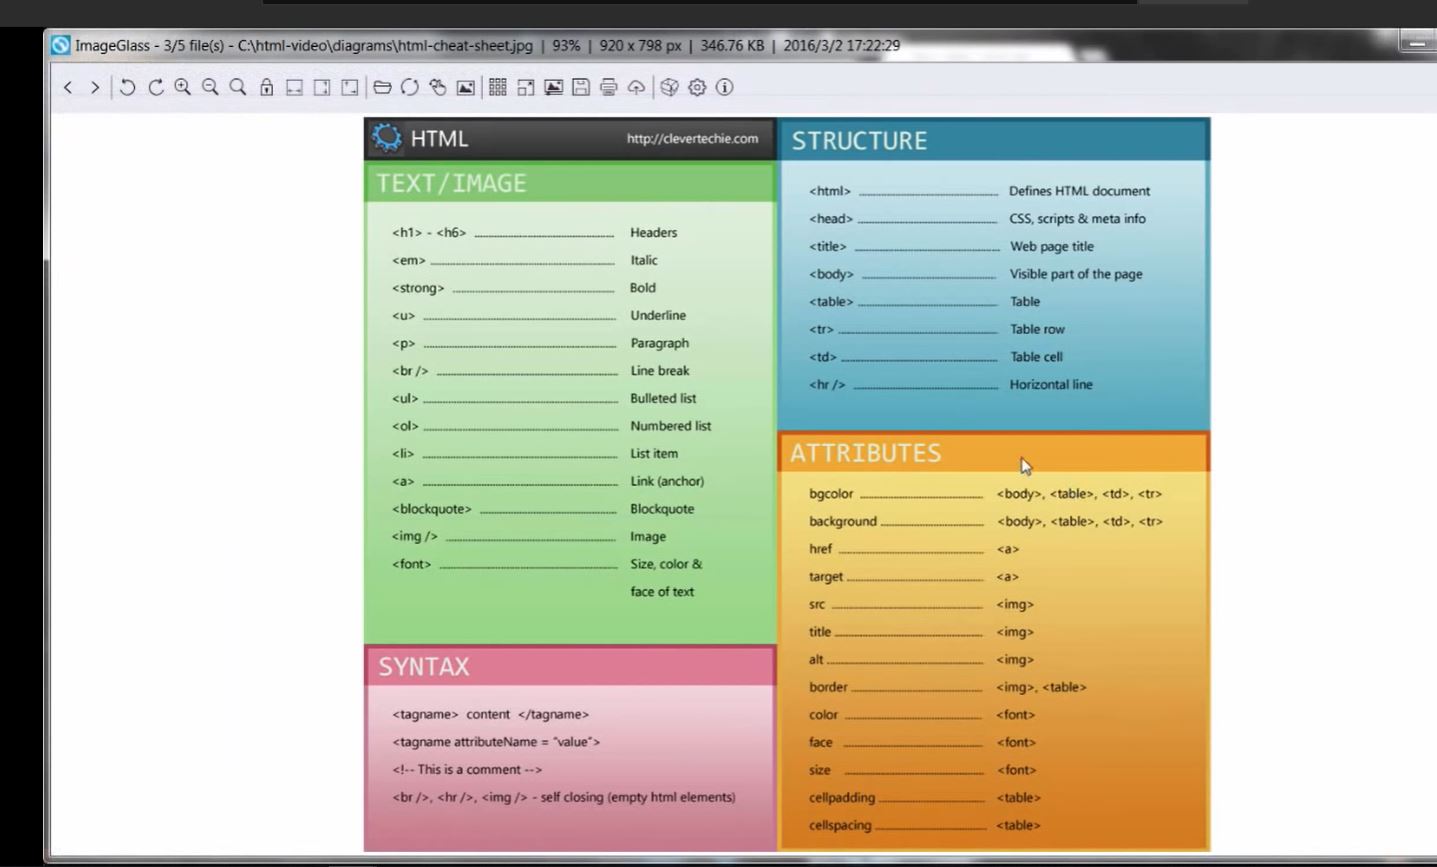 ImageGlass - 3/5 file(s) - C:\html-video\diagrams\html-cheat-sheet.jpg | 93% | 920 x 798 px | 346.76 KB | 2016/3/2 17:22:29
HTML http://clevertechie.com
TEXT/IMAGE
<h1> - <h6> Headers
<em> Italic
<strong> Bold
<u> Underline
<p> Paragraph
<br /> Line break
<ul> Bulleted list
<ol> Numbered list
<li> List item
<a> Link (anchor)
<blockquote> Blockquote
<img /> Image
<font> Size, color &
face of text
SYNTAX
<tagname> content </tagname>
<tagname attributeName = "value">
<!-- This is a comment -->
<br />, <hr />, <img /> - self closing (empty html elements)
STRUCTURE
<html> Defines HTML document
<head> CSS, scripts & meta info
<title> Web page title
<body> Visible part of the page
<table> Table
<tr> Table row
<td> Table cell
<hr /> Horizontal line
ATTRIBUTES
bgcolor <body>, <table>, <td>, <tr>
background <body>, <table>, <td>, <tr>
href <a>
target <a>
src <img>
title <img>
alt <img>
border <img>, <table>
color <font>
face <font>
size <font>
cellpadding <table>
cellspacing <table>